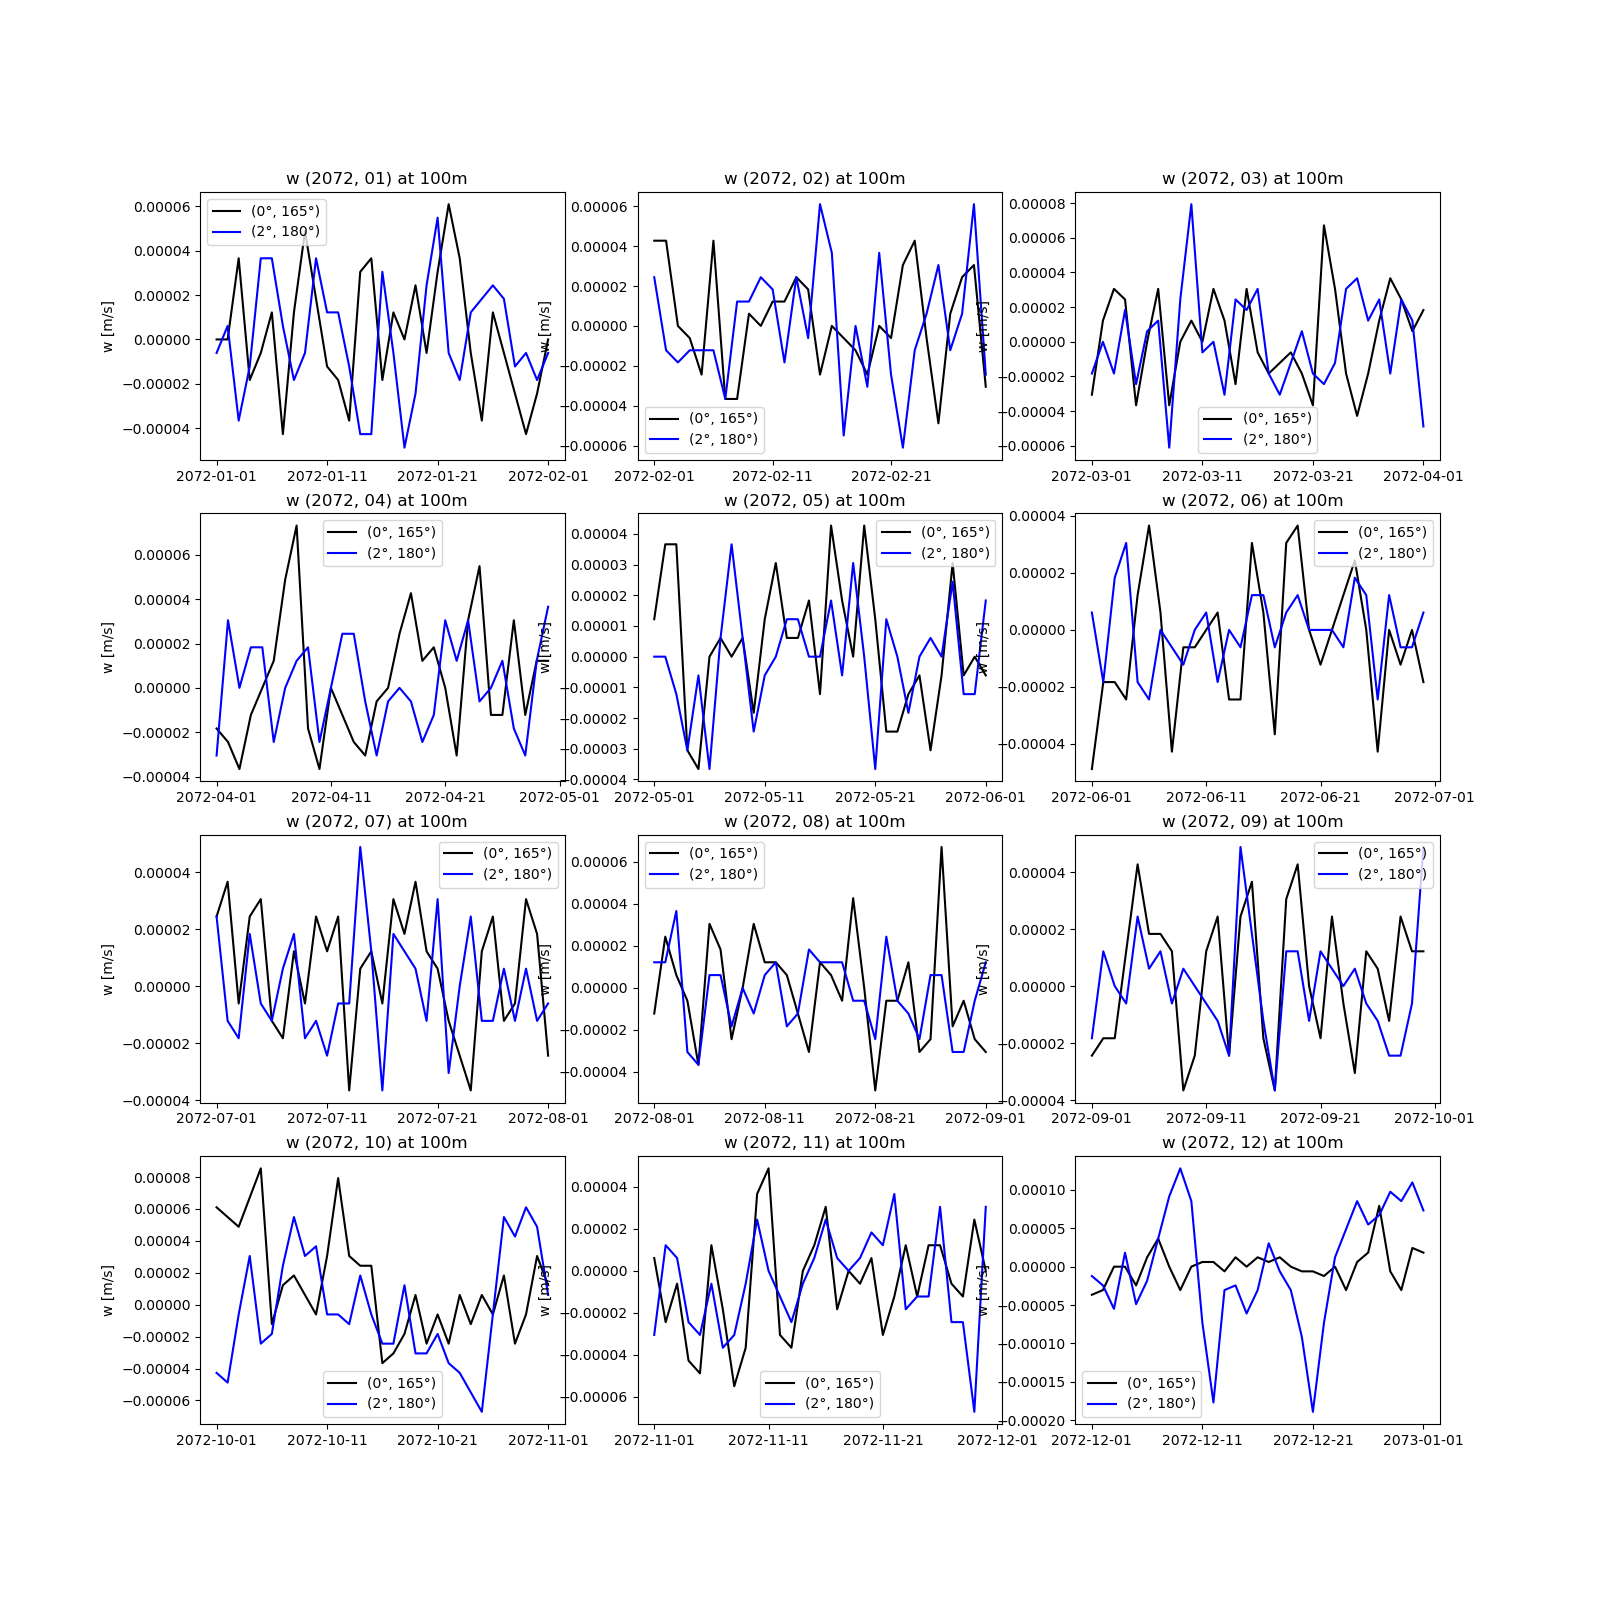 w (2072, 01) at 100m
w [m/s]
0.00006
0.00004
0.00002
0.00000
−0.00002
−0.00004
(0°, 165°)
(2°, 180°)
2072-01-01 2072-01-11 2072-01-21 2072-02-01
w (2072, 02) at 100m
w [m/s]
0.00006
0.00004
0.00002
0.00000
−0.00002
−0.00004
−0.00006
(0°, 165°)
(2°, 180°)
2072-02-01 2072-02-11 2072-02-21
w (2072, 03) at 100m
w [m/s]
0.00008
0.00006
0.00004
0.00002
0.00000
−0.00002
−0.00004
−0.00006
(0°, 165°)
(2°, 180°)
2072-03-01 2072-03-11 2072-03-21 2072-04-01
w (2072, 04) at 100m
w [m/s]
0.00006
0.00004
0.00002
0.00000
−0.00002
−0.00004
(0°, 165°)
(2°, 180°)
2072-04-01 2072-04-11 2072-04-21 2072-05-01
w (2072, 05) at 100m
w [m/s]
0.00004
0.00003
0.00002
0.00001
0.00000
−0.00001
−0.00002
−0.00003
−0.00004
(0°, 165°)
(2°, 180°)
2072-05-01 2072-05-11 2072-05-21 2072-06-01
w (2072, 06) at 100m
w [m/s]
0.00004
0.00002
0.00000
−0.00002
−0.00004
(0°, 165°)
(2°, 180°)
2072-06-01 2072-06-11 2072-06-21 2072-07-01
w (2072, 07) at 100m
w [m/s]
0.00004
0.00002
0.00000
−0.00002
−0.00004
(0°, 165°)
(2°, 180°)
2072-07-01 2072-07-11 2072-07-21 2072-08-01
w (2072, 08) at 100m
w [m/s]
0.00006
0.00004
0.00002
0.00000
−0.00002
−0.00004
(0°, 165°)
(2°, 180°)
2072-08-01 2072-08-11 2072-08-21 2072-09-01
w (2072, 09) at 100m
w [m/s]
0.00004
0.00002
0.00000
−0.00002
−0.00004
(0°, 165°)
(2°, 180°)
2072-09-01 2072-09-11 2072-09-21 2072-10-01
w (2072, 10) at 100m
w [m/s]
0.00008
0.00006
0.00004
0.00002
0.00000
−0.00002
−0.00004
−0.00006
(0°, 165°)
(2°, 180°)
2072-10-01 2072-10-11 2072-10-21 2072-11-01
w (2072, 11) at 100m
w [m/s]
0.00004
0.00002
0.00000
−0.00002
−0.00004
−0.00006
(0°, 165°)
(2°, 180°)
2072-11-01 2072-11-11 2072-11-21 2072-12-01
w (2072, 12) at 100m
w [m/s]
0.00010
0.00005
0.00000
−0.00005
−0.00010
−0.00015
−0.00020
(0°, 165°)
(2°, 180°)
2072-12-01 2072-12-11 2072-12-21 2073-01-01